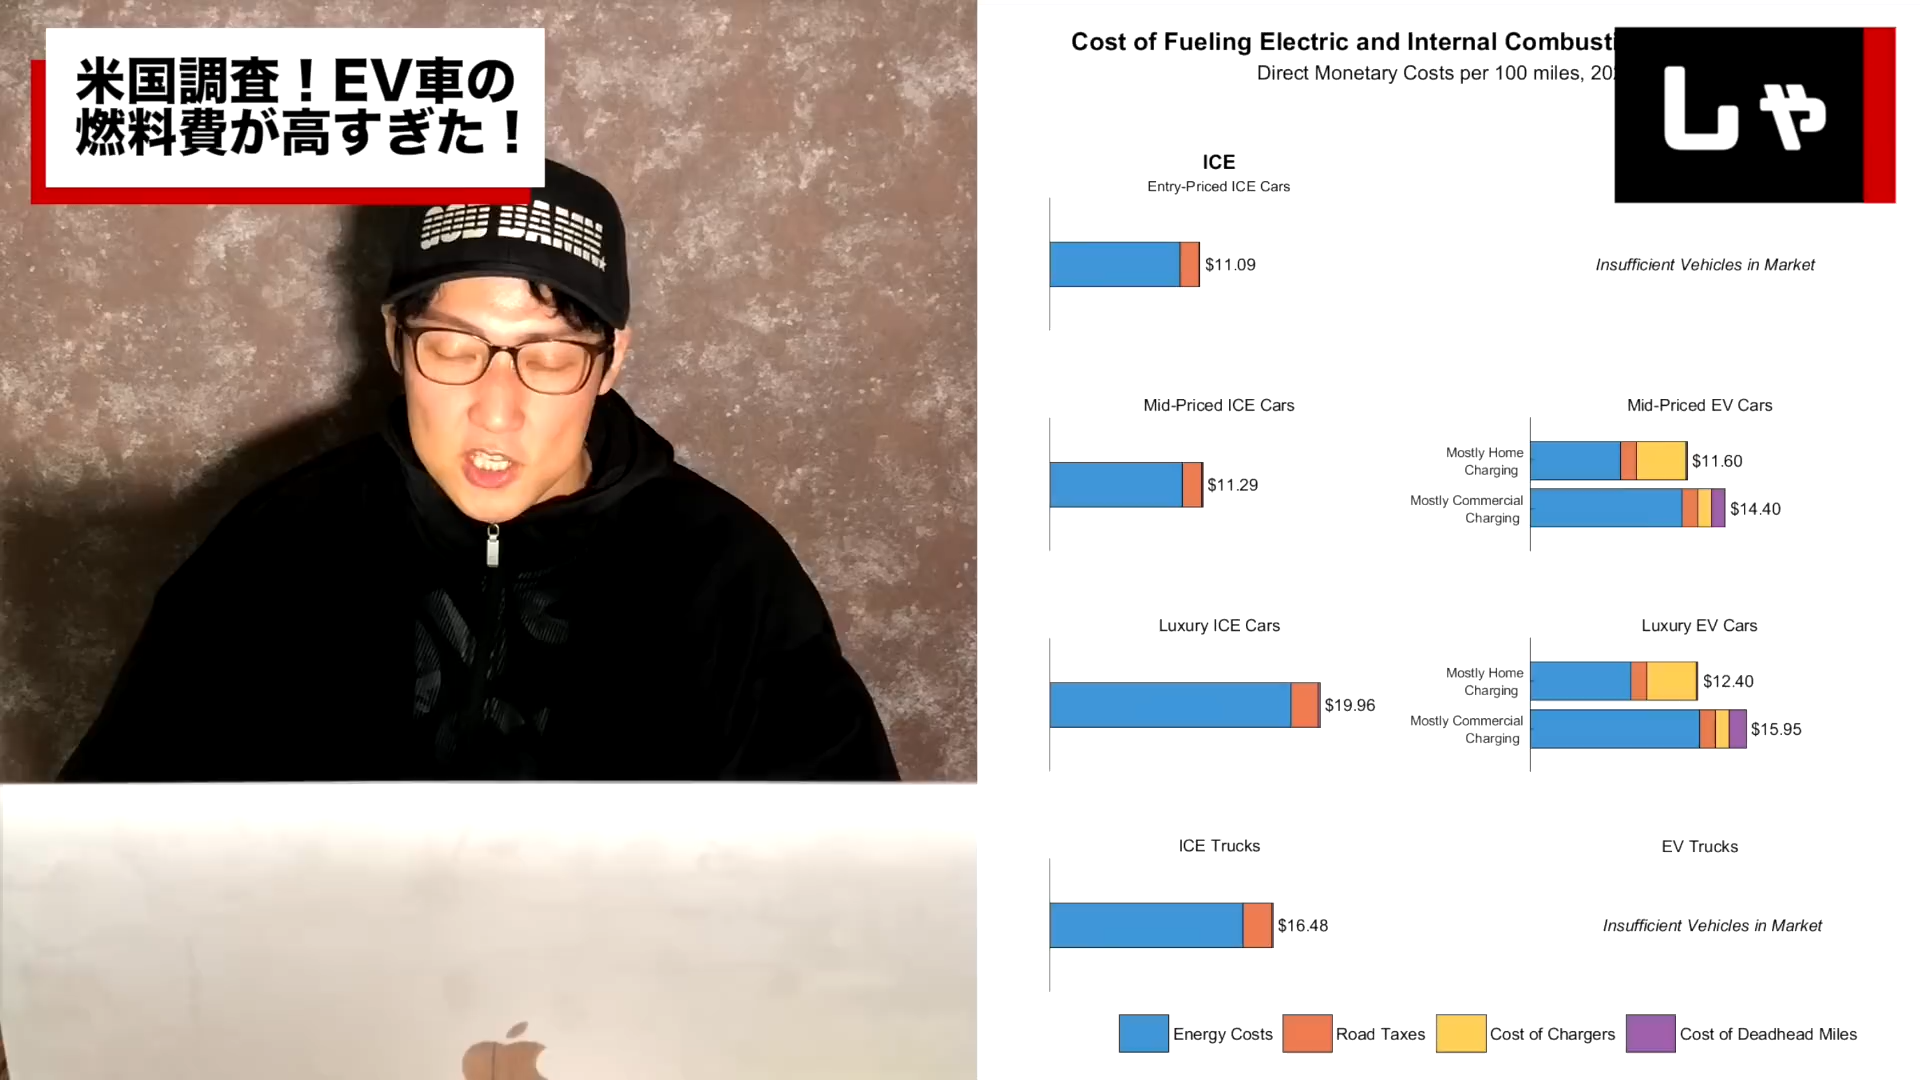 米国調査！EV車の
燃料費が高すぎた！
GOD DAMN.
Cost of Fueling Electric and Internal
Direct Monetary Costs per 100 miles,
しゃ
ICE
Entry-Priced ICE Cars
$11.09
Insufficient Vehicles in Market
Mid-Priced ICE Cars
$11.29
Mid-Priced EV Cars
Mostly Home
Charging
$11.60
Mostly Commercial
Charging
$14.40
Luxury ICE Cars
$19.96
Luxury EV Cars
Mostly Home
Charging
$12.40
Mostly Commercial
Charging
$15.95
ICE Trucks
$16.48
EV Trucks
Insufficient Vehicles in Market
Energy Costs
Road Taxes
Cost of Chargers
Cost of Deadhead Miles